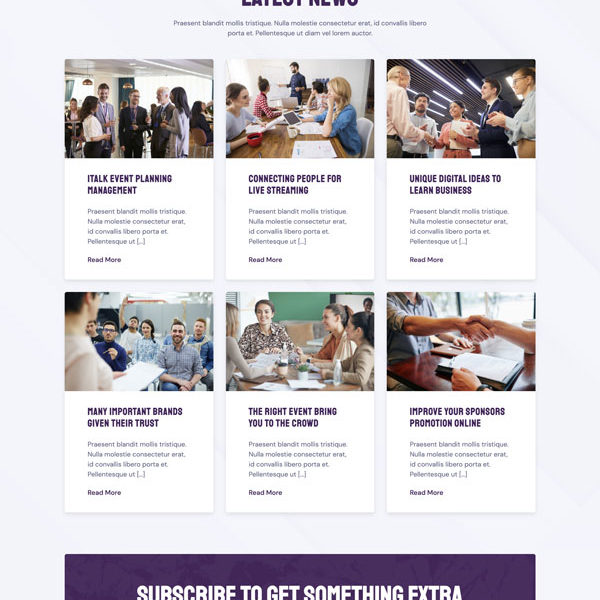 LATEST NEWS
Praesent blandit mollis tristique. Nulla molestie consectetur erat, id convallis libero
porta et. Pellentesque ut diam vel lorem auctor.
ITALK EVENT PLANNING
MANAGEMENT
Praesent blandit mollis tristique.
Nulla molestie consectetur erat,
id convallis libero porta et.
Pellentesque ut [...]
Read More
CONNECTING PEOPLE FOR
LIVE STREAMING
Praesent blandit mollis tristique.
Nulla molestie consectetur erat,
id convallis libero porta et.
Pellentesque ut [...]
Read More
UNIQUE DIGITAL IDEAS TO
LEARN BUSINESS
Praesent blandit mollis tristique.
Nulla molestie consectetur erat,
id convallis libero porta et.
Pellentesque ut [...]
Read More
MANY IMPORTANT BRANDS
GIVEN THEIR TRUST
Praesent blandit mollis tristique.
Nulla molestie consectetur erat,
id convallis libero porta et.
Pellentesque ut [...]
Read More
THE RIGHT EVENT BRING
YOU TO THE CROWD
Praesent blandit mollis tristique.
Nulla molestie consectetur erat,
id convallis libero porta et.
Pellentesque ut [...]
Read More
IMPROVE YOUR SPONSORS
PROMOTION ONLINE
Praesent blandit mollis tristique.
Nulla molestie consectetur erat,
id convallis libero porta et.
Pellentesque ut [...]
Read More
SUBSCRIBE TO GET SOMETHING EXTRA